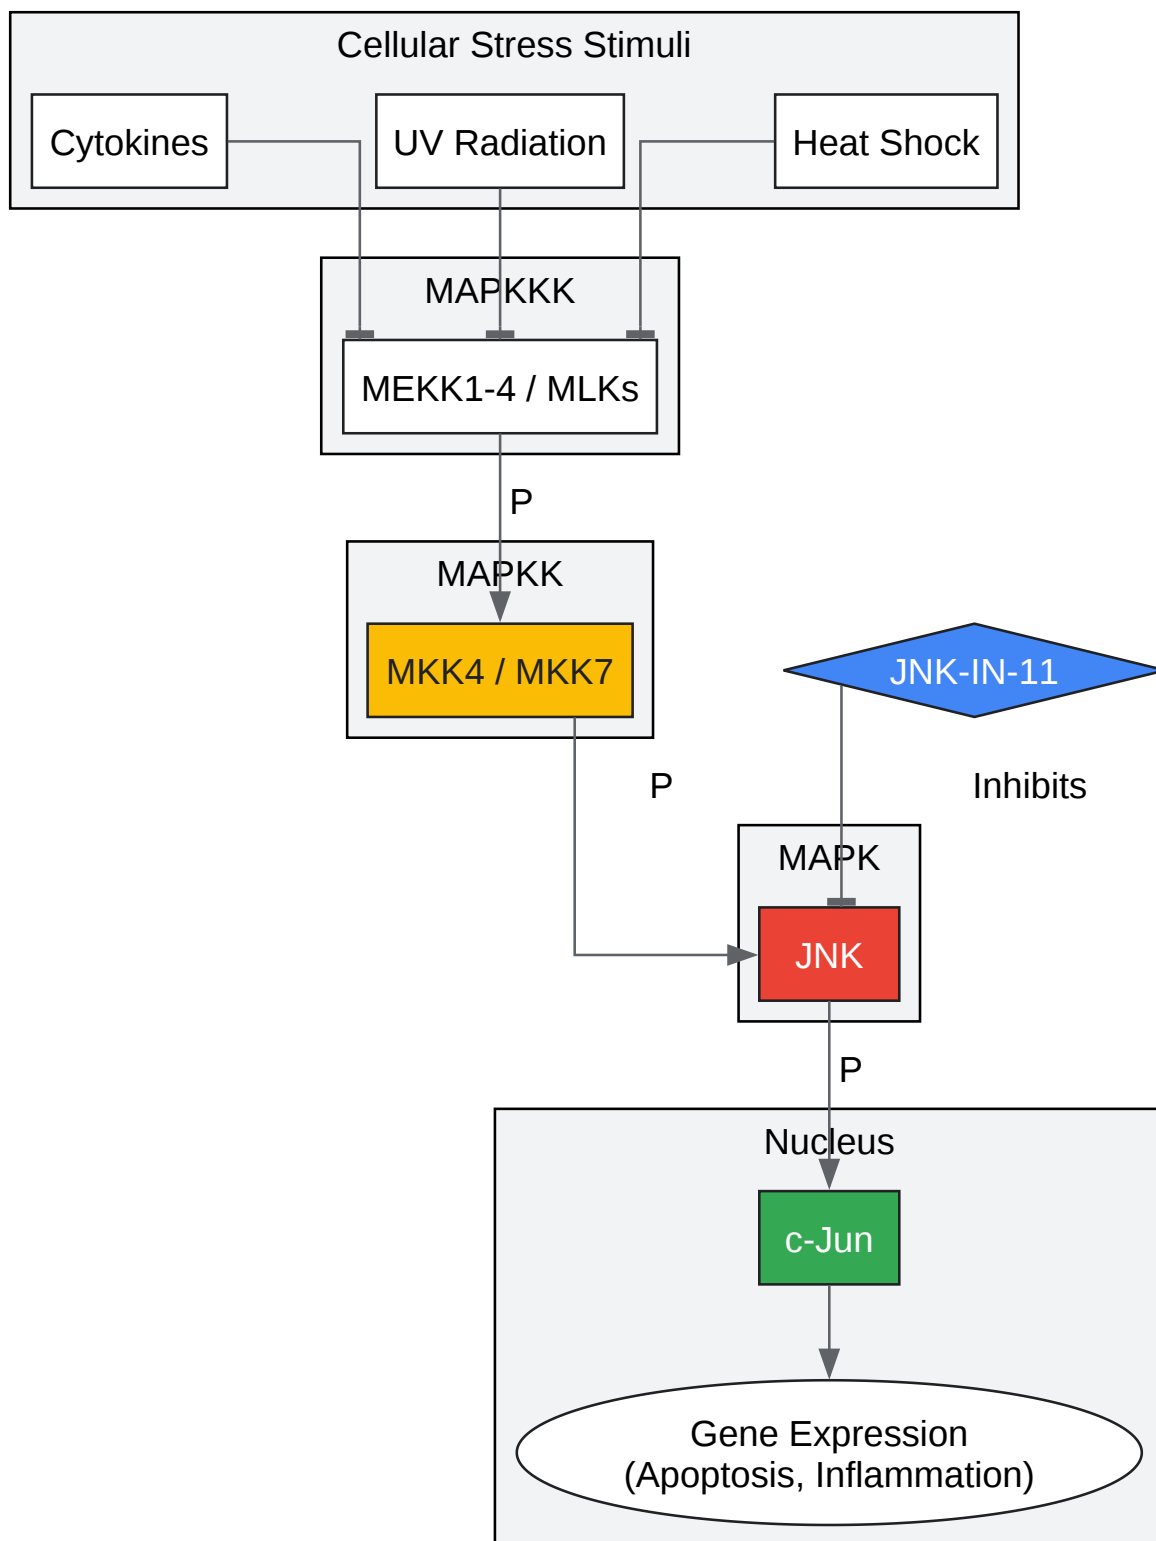 Cellular Stress Stimuli
Cytokines
UV Radiation
Heat Shock
MAPKKK
MEKK1-4 / MLKs
P
MAPKK
MKK4 / MKK7
JNK-IN-11
P
Inhibits
MAPK
JNK
P
Nucleus
c-Jun
Gene Expression
(Apoptosis, Inflammation)